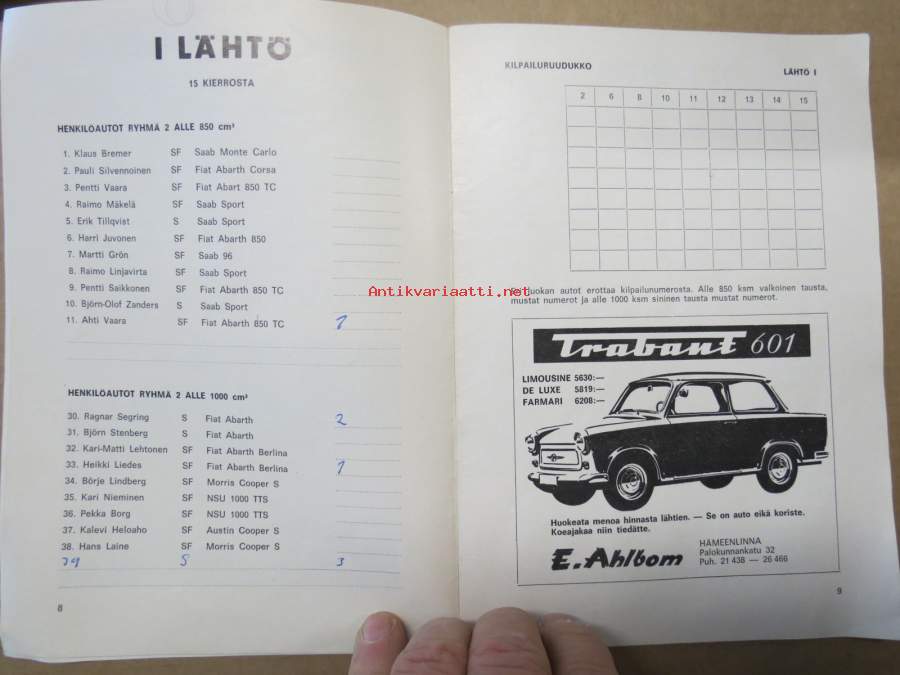 I LÄHTÖ
15 KIERROSTA
HENKILÖAUTOT RYHMÄ 2 ALLE 850 cm³
1. Klaus Bremer SF Saab Monte Carlo
2. Pauli Silvennoinen SF Fiat Abarth Corsa
3. Pentti Vaara SF Fiat Abart 850 TC
4. Raimo Mäkelä SF Saab Sport
5. Erik Tillqvist S Saab Sport
6. Harri Juvonen SF Fiat Abarth 850
7. Martti Grön SF Saab 96
8. Raimo Linjavirta SF Saab Sport
9. Pentti Saikkonen SF Fiat Abarth 850 TC
10. Björn-Olof Zanders S Saab Sport
11. Ahti Vaara SF Fiat Abarth 850 TC 1
HENKILÖAUTOT RYHMÄ 2 ALLE 1000 cm³
30. Ragnar Segring S Fiat Abarth 2
31. Björn Stenberg S Fiat Abarth
32. Kari-Matti Lehtonen SF Fiat Abarth Berlina
33. Heikki Liedes SF Fiat Abarth Berlina 1
34. Börje Lindberg SF Morris Cooper S
35. Kari Nieminen SF NSU 1000 TTS
36. Pekka Borg SF NSU 1000 TTS
37. Kalevi Heloaho SF Austin Cooper S
38. Hans Laine SF Morris Cooper S
39 S 3
8
KILPAILURUUDUKKO LÄHTÖ I
2 6 8 10 11 12 13 14 15
Antikvariaatti.net
luokan autot erottaa kilpailunumerosta. Alle 850 ksm valkoinen tausta,
mustat numerot ja alle 1000 ksm sininen tausta mustat numerot.
Trabant 601
LIMOUSINE 5630:—
DE LUXE 5819:—
FARMARI 6208:—
Huokeata menoa hinnasta lähtien. — Se on auto eikä koriste.
Koeajakaa niin tiedätte.
E. Ahlbom
HÄMEENLINNA
Palokunnankatu 32
Puh. 21 438 — 26 466
9